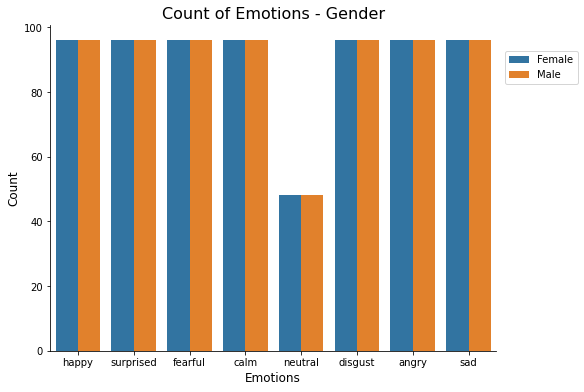 Count of Emotions - Gender
100
80
60
40
20
0
Count
happy surprised fearful calm neutral disgust angry sad
Emotions
Female
Male